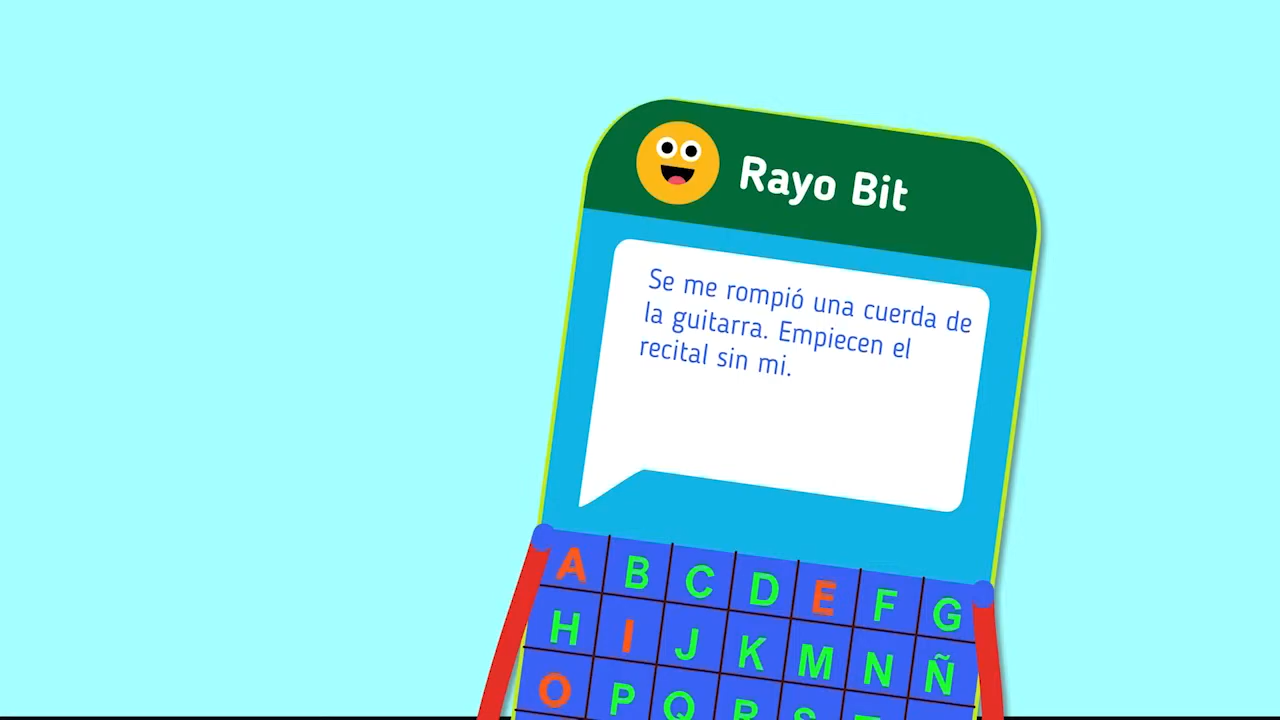 Rayo Bit
Se me rompió una cuerda de
la guitarra. Empiecen el
recital sin mi.
A B C D E F G
H I J K M N Ñ
O P Q R S